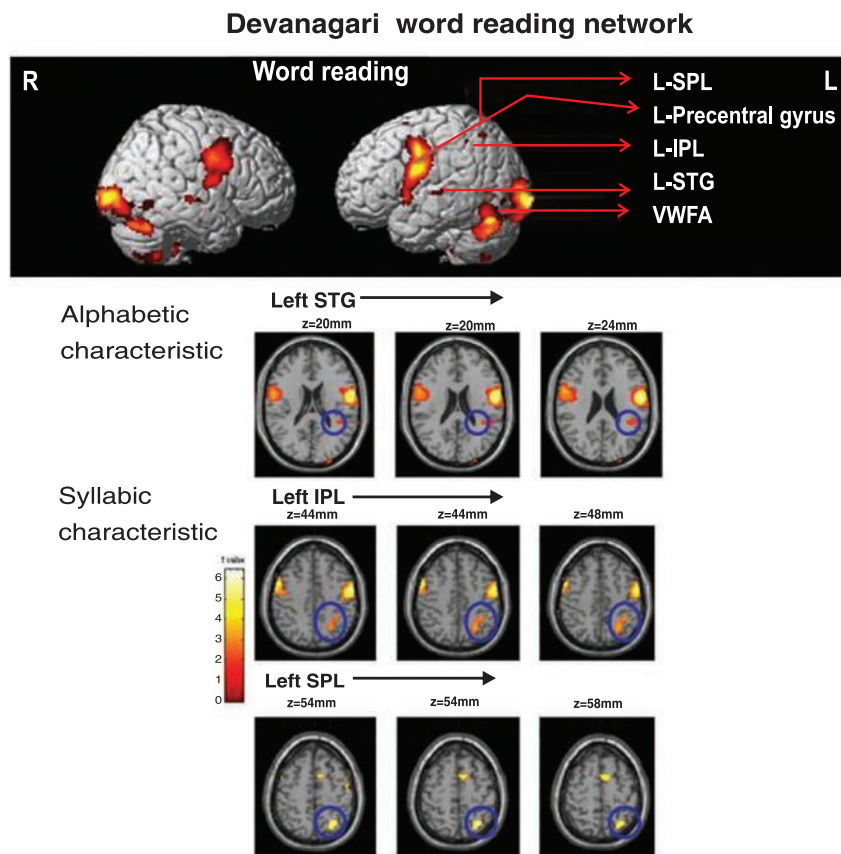 Devanagari word reading network
R
Word reading
L
L-SPL
L-Precentral gyrus
L-IPL
L-STG
VWFA
Alphabetic
characteristic
Left STG
z=20mm z=20mm z=24mm
Syllabic
characteristic
Left IPL
z=44mm z=44mm z=48mm
T value
6
5
4
3
2
1
0
Left SPL
z=54mm z=54mm z=58mm